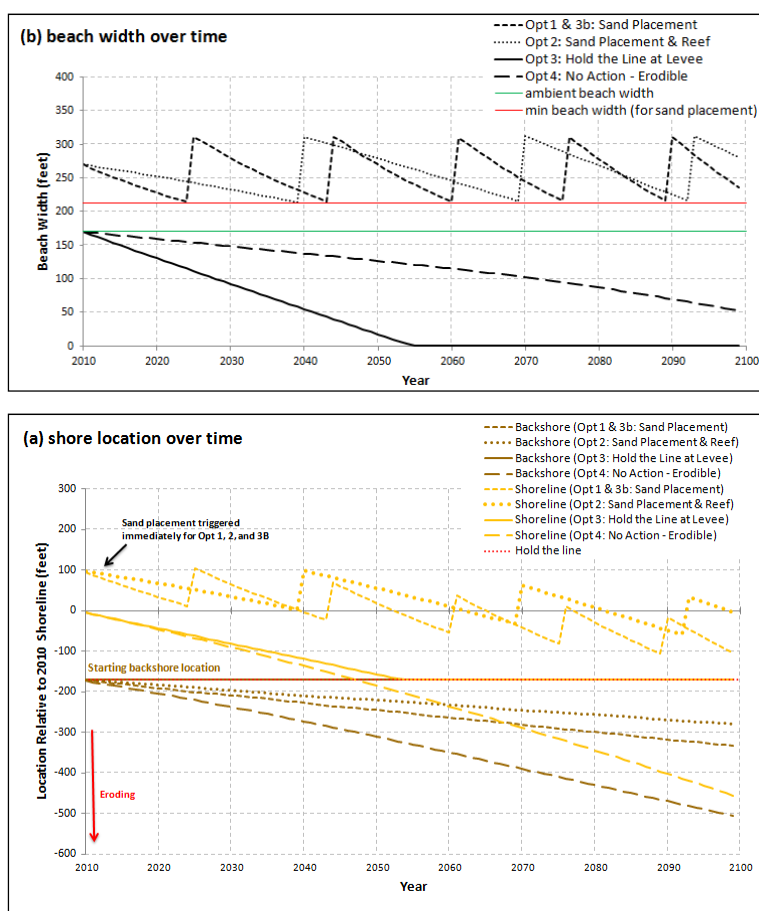 (b) beach width over time
Opt 1 & 3b: Sand Placement
Opt 2: Sand Placement & Reef
Opt 3: Hold the Line at Levee
Opt 4: No Action - Erodible
ambient beach width
min beach width (for sand placement)
Beach Width (feet)
400
350
300
250
200
150
100
50
0
2010 2020 2030 2040 2050 2060 2070 2080 2090 2100
Year
(a) shore location over time
Backshore (Opt 1 & 3b: Sand Placement)
Backshore (Opt 2: Sand Placement & Reef)
Backshore (Opt 3: Hold the Line at Levee)
Backshore (Opt 4: No Action - Erodible)
Shoreline (Opt 1 & 3b: Sand Placement)
Shoreline (Opt 2: Sand Placement & Reef)
Shoreline (Opt 3: Hold the Line at Levee)
Shoreline (Opt 4: No Action - Erodible)
Hold the line
Location Relative to 2010 Shoreline (feet)
300
200
100
0
-100
-200
-300
-400
-500
-600
Sand placement triggered
immediately for Opt 1, 2, and 3B
Starting backshore location
Eroding
2010 2020 2030 2040 2050 2060 2070 2080 2090 2100
Year